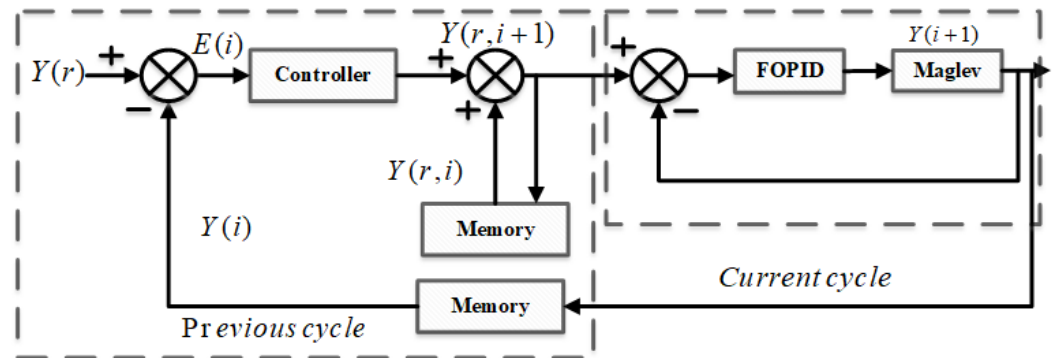 Y(r)
+
−
E(i)
Controller
+
+
Y(r,i+1)
Y(r,i)
Memory
Y(i)
Memory
Previous cycle
Current cycle
+
−
FOPID
Maglev
Y(i+1)